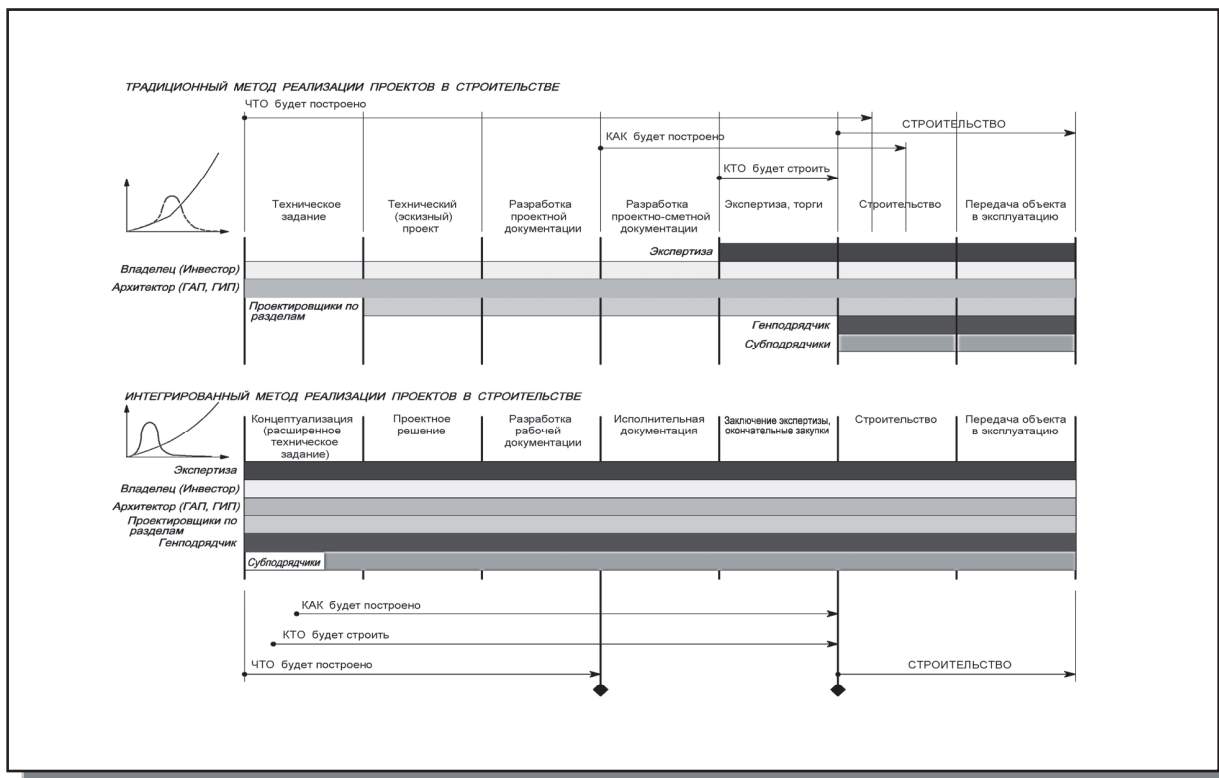 ТРАДИЦИОННЫЙ МЕТОД РЕАЛИЗАЦИИ ПРОЕКТОВ В СТРОИТЕЛЬСТВЕ
ЧТО будет построено
СТРОИТЕЛЬСТВО
КАК будет построено
КТО будет строить
Техническое
задание
Технический
(эскизный)
проект
Разработка
проектной
документации
Разработка
проектно-сметной
документации
Экспертиза, торги
Строительство
Передача объекта
в эксплуатацию
Экспертиза
Владелец (Инвестор)
Архитектор (ГАП, ГИП)
Проектировщики по
разделам
Генподрядчик
Субподрядчики
ИНТЕГРИРОВАННЫЙ МЕТОД РЕАЛИЗАЦИИ ПРОЕКТОВ В СТРОИТЕЛЬСТВЕ
Концептуализация
(расширенное
техническое
задание)
Проектное
решение
Разработка
рабочей
документации
Исполнительная
документация
Заключение экспертизы,
окончательные закупки
Строительство
Передача объекта
в эксплуатацию
Экспертиза
Владелец (Инвестор)
Архитектор (ГАП, ГИП)
Проектировщики по
разделам
Генподрядчик
Субподрядчики
КАК будет построено
КТО будет строить
ЧТО будет построено
СТРОИТЕЛЬСТВО